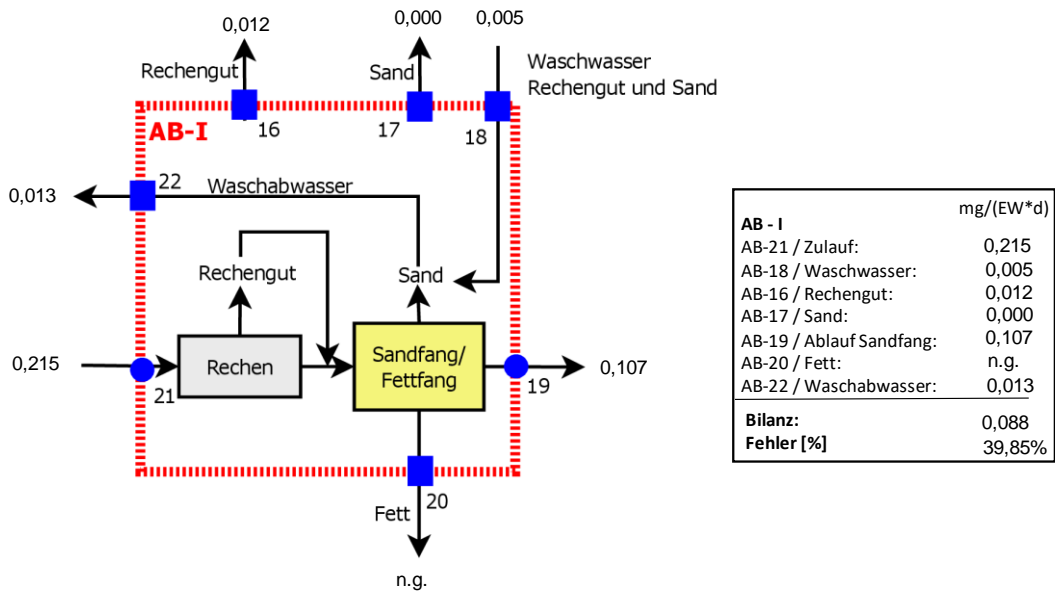 0,012
0,000
0,005
Rechengut
Sand
Waschwasser
Rechengut und Sand
16
17
18
AB-I
22
Waschabwasser
0,013
Rechengut
Sand
0,215
21
Rechen
Sandfang/
Fettfang
19
0,107
20
Fett
n.g.
mg/(EW*d)
AB - I
AB-21 / Zulauf: 0,215
AB-18 / Waschwasser: 0,005
AB-16 / Rechengut: 0,012
AB-17 / Sand: 0,000
AB-19 / Ablauf Sandfang: 0,107
AB-20 / Fett: n.g.
AB-22 / Waschabwasser: 0,013
Bilanz: 0,088
Fehler [%] 39,85%